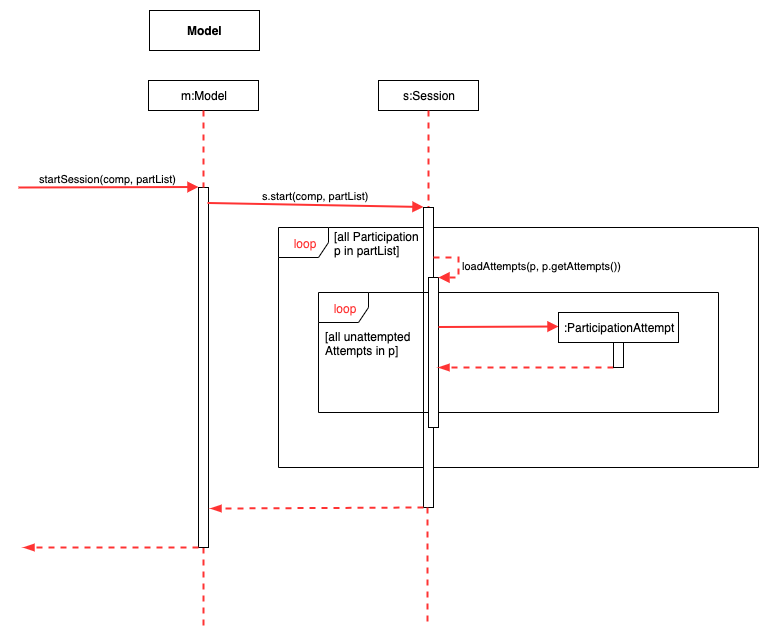 Model
m:Model
s:Session
startSession(comp, partList)
s.start(comp, partList)
loop
[all Participation
p in partList]
loadAttempts(p, p.getAttempts())
loop
[all unattempted
Attempts in p]
:ParticipationAttempt